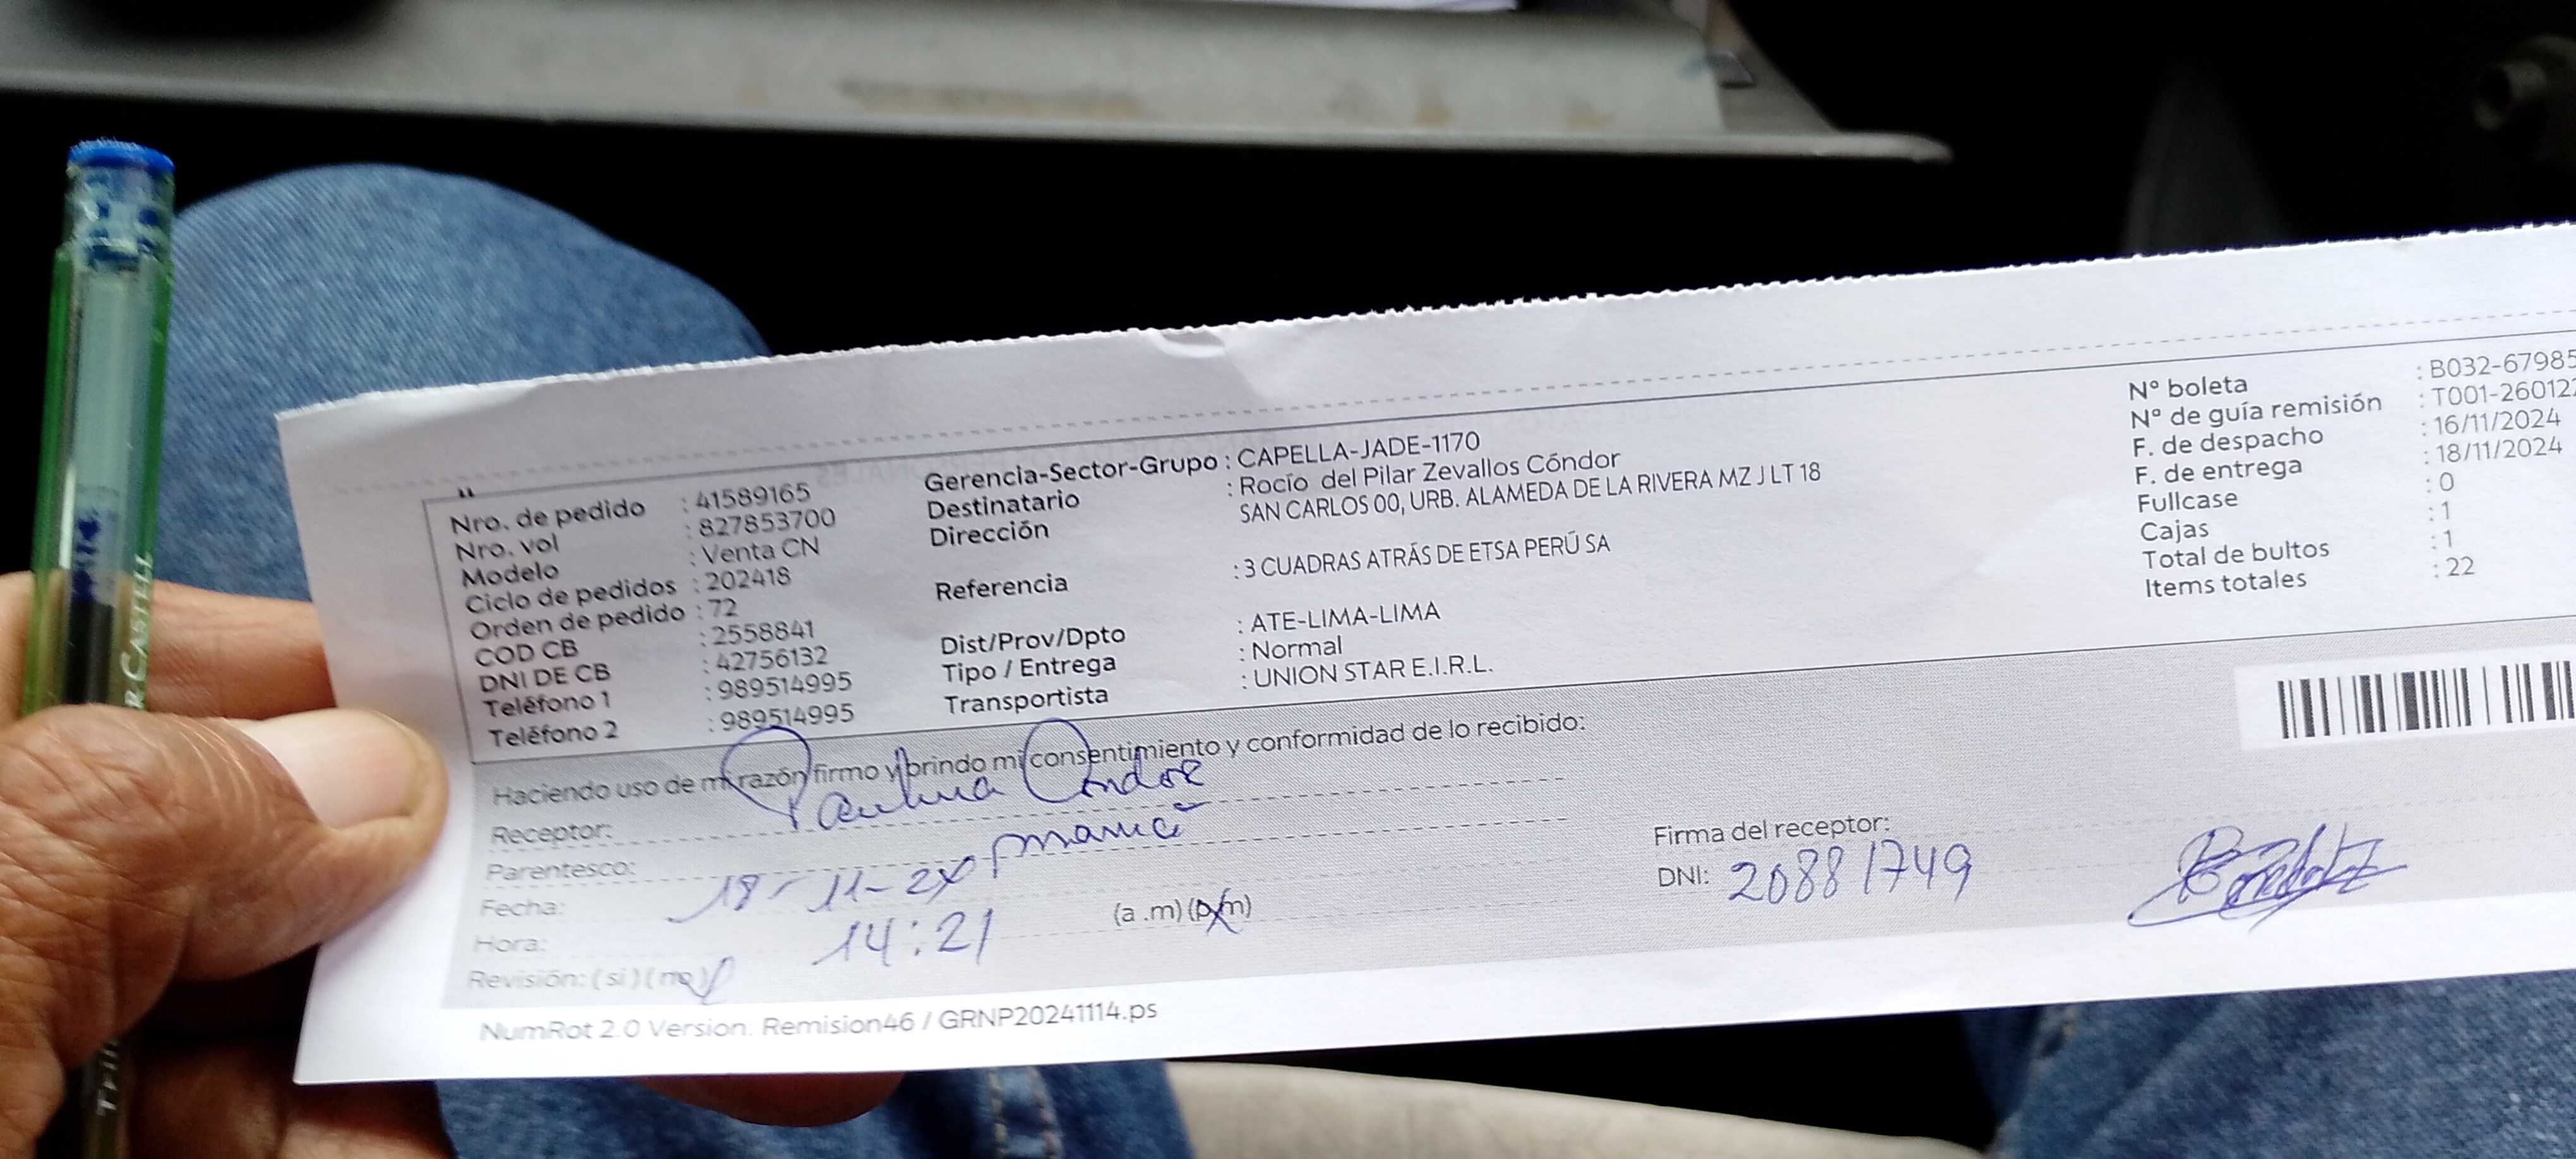 Nro. de pedido : 41589165
Nro. vol : 827853700
Modelo : Venta CN
Ciclo de pedidos : 202418
Orden de pedido : 72
COD CB : 2558841
DNI DE CB : 42756132
Teléfono 1 : 989514995
Teléfono 2 : 989514995
Gerencia-Sector-Grupo : CAPELLA-JADE-1170
Destinatario : Rocío del Pilar Zevallos Cóndor
Dirección SAN CARLOS 00, URB. ALAMEDA DE LA RIVERA MZ J LT 18
Referencia : 3 CUADRAS ATRÁS DE ETSA PERÚ SA
Dist/Prov/Dpto : ATE-LIMA-LIMA
Tipo / Entrega : Normal
Transportista : UNION STAR E.I.R.L.
Nº boleta : B032-67985
Nº de guía remisión : T001-260122
F. de despacho : 16/11/2024
F. de entrega : 18/11/2024
Fullcase : 0
Cajas : 1
Total de bultos : 1
Items totales : 22
Haciendo uso de mi razón firmo y brindo mi consentimiento y conformidad de lo recibido:
Receptor: Paulina Condor
Parentesco: mamá
Fecha: 18-11-24
Hora: 14:21 (a.m) (p.m)
Revisión: ( si ) ( no )
Firma del receptor:
DNI: 20881749
NumRot 2.0 Version: Remision46 / GRNP20241114.ps
CASTELL